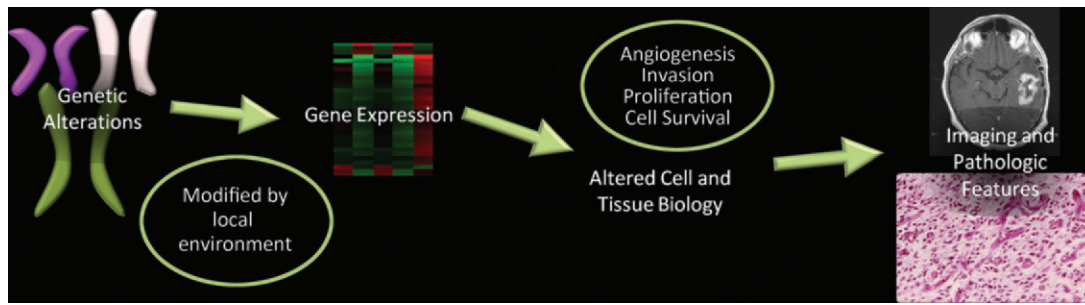 Genetic
Alterations
Modified by
local
environment
Gene Expression
Angiogenesis
Invasion
Proliferation
Cell Survival
Altered Cell and
Tissue Biology
Imaging and
Pathologic
Features